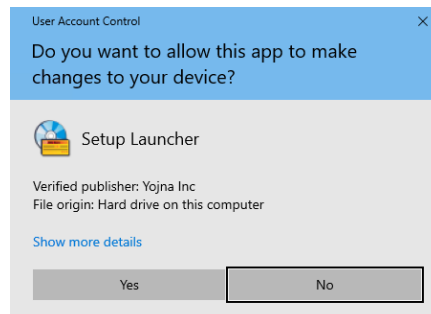 User Account Control
Do you want to allow this app to make
changes to your device?
Setup Launcher
Verified publisher: Yojna Inc
File origin: Hard drive on this computer
Show more details
Yes
No